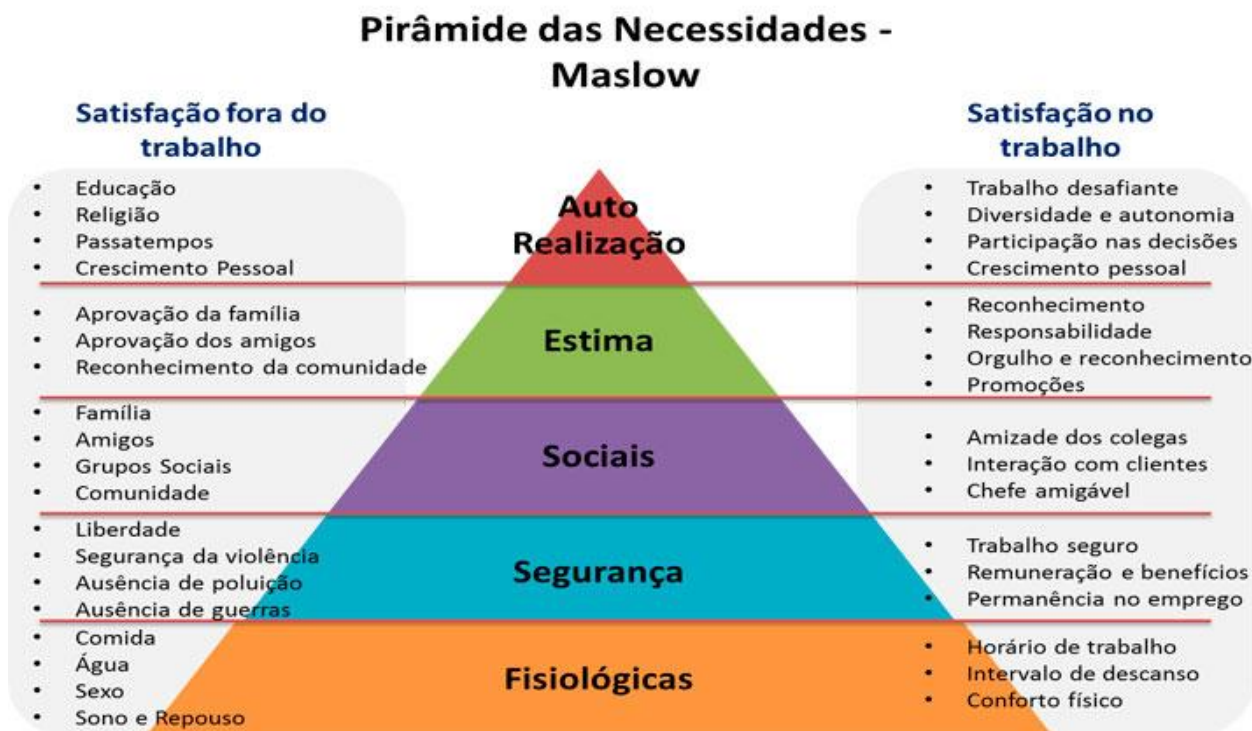 Pirâmide das Necessidades -
Maslow
Satisfação fora do
trabalho
• Educação
• Religião
• Passatempos
• Crescimento Pessoal
• Aprovação da família
• Aprovação dos amigos
• Reconhecimento da comunidade
• Família
• Amigos
• Grupos Sociais
• Comunidade
• Liberdade
• Segurança da violência
• Ausência de poluição
• Ausência de guerras
• Comida
• Água
• Sexo
• Sono e Repouso
Auto
Realização
Estima
Sociais
Segurança
Fisiológicas
Satisfação no
trabalho
• Trabalho desafiante
• Diversidade e autonomia
• Participação nas decisões
• Crescimento pessoal
• Reconhecimento
• Responsabilidade
• Orgulho e reconhecimento
• Promoções
• Amizade dos colegas
• Interação com clientes
• Chefe amigável
• Trabalho seguro
• Remuneração e benefícios
• Permanência no emprego
• Horário de trabalho
• Intervalo de descanso
• Conforto físico